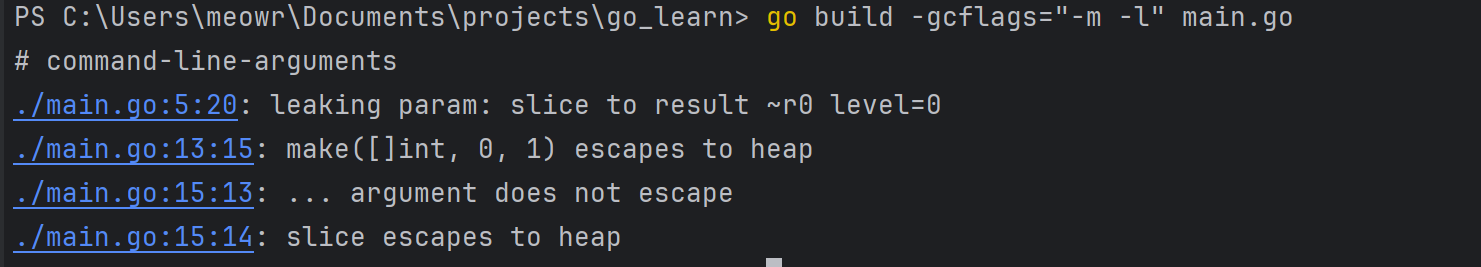 PS C:\Users\meowr\Documents\projects\go_learn> go build -gcflags="-m -l" main.go
# command-line-arguments
./main.go:5:20: leaking param: slice to result ~r0 level=0
./main.go:13:15: make([]int, 0, 1) escapes to heap
./main.go:15:13: ... argument does not escape
./main.go:15:14: slice escapes to heap